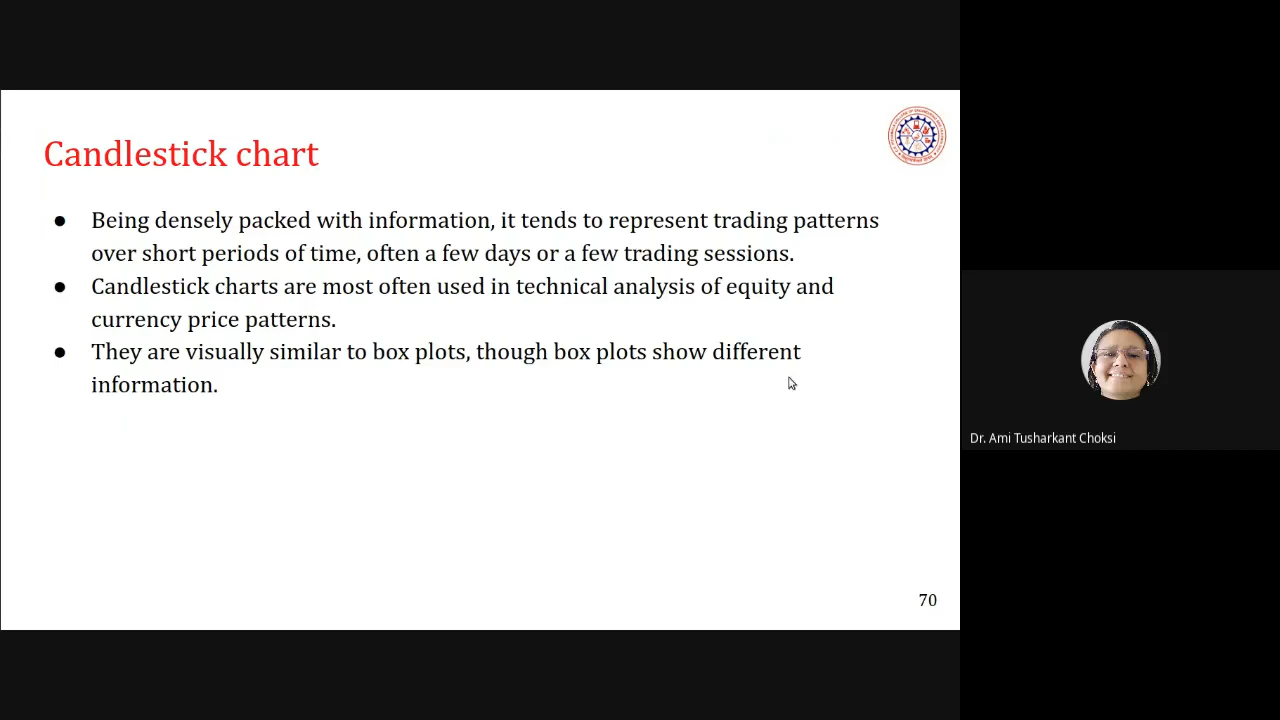 Candlestick chart
● Being densely packed with information, it tends to represent trading patterns
over short periods of time, often a few days or a few trading sessions.
● Candlestick charts are most often used in technical analysis of equity and
currency price patterns.
● They are visually similar to box plots, though box plots show different
information.
70
Dr. Ami Tusharkant Choksi